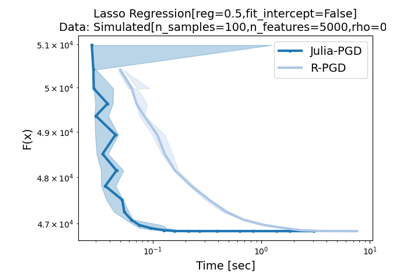 Lasso Regression[reg=0.5,fit_intercept=False]
Data: Simulated[n_samples=100,n_features=5000,rho=0
Julia-PGD
R-PGD
F(x)
5.1 × 10⁴
5 × 10⁴
4.9 × 10⁴
4.8 × 10⁴
4.7 × 10⁴
10⁻¹
10⁰
10¹
Time [sec]